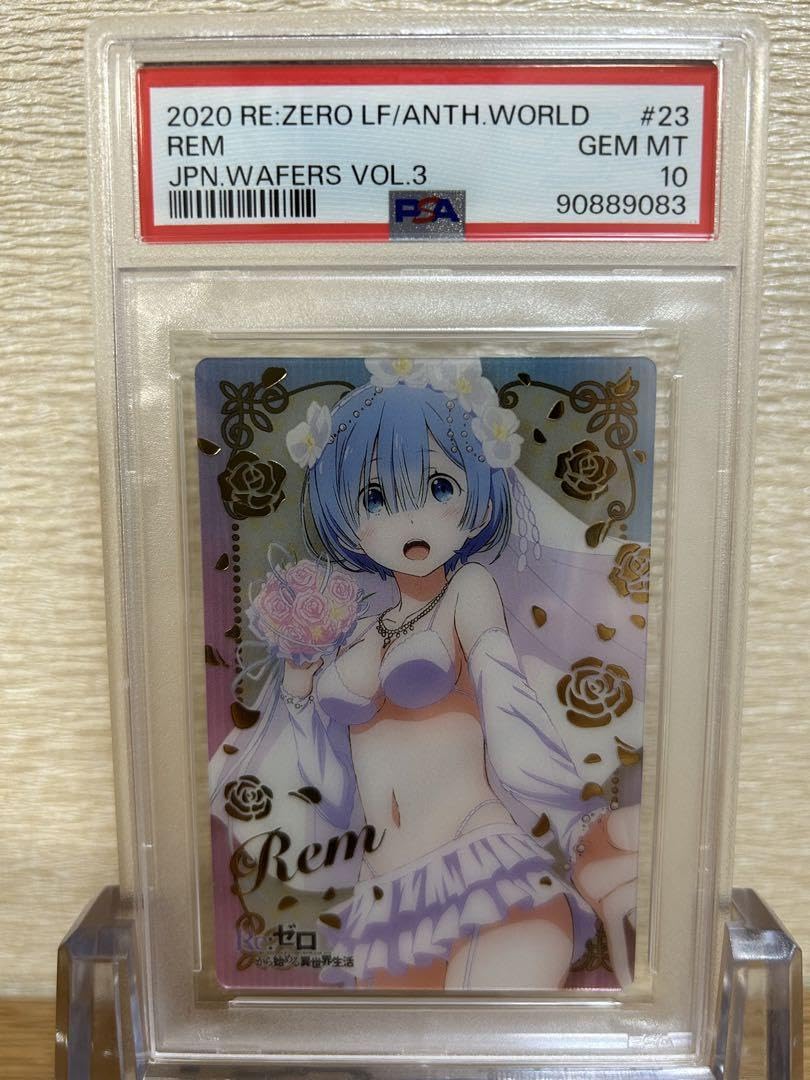 2020 RE:ZERO LF/ANTH.WORLD #23
REM GEM MT
JPN.WAFERS VOL.3 10
PSA 90889083
Rem
Re:ゼロ
から始める異世界生活